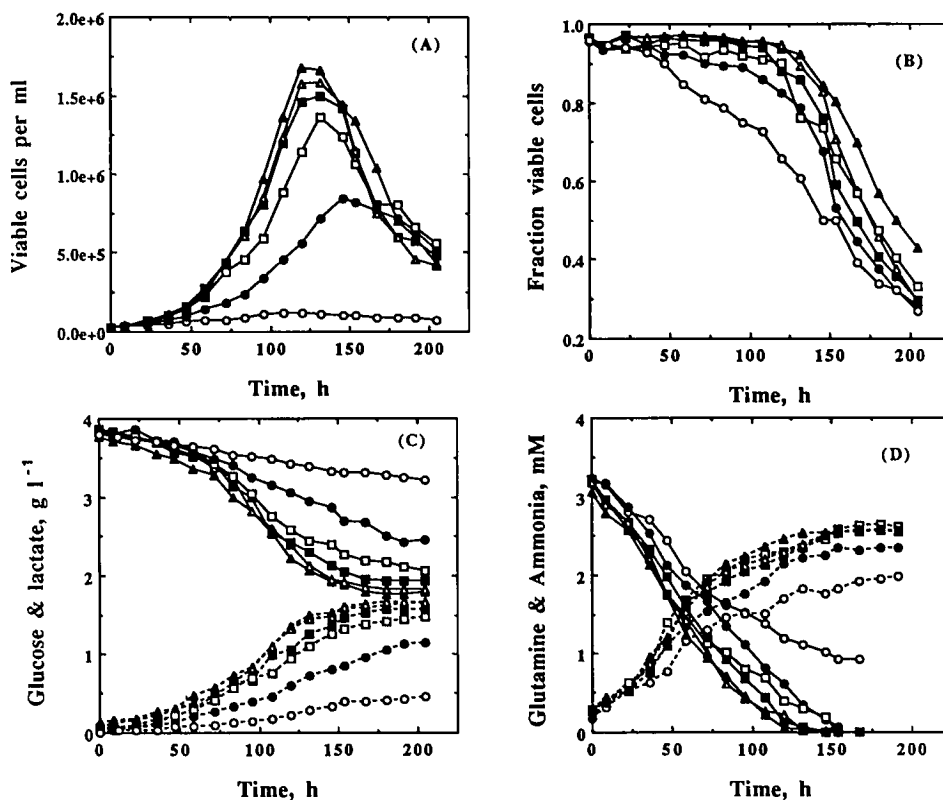 (A)
Viable cells per ml
2.0e+6
1.5e+6
1.0e+6
5.0e+5
0.0e+0
0 50 100 150 200
Time, h
(B)
Fraction viable cells
1.0
0.8
0.6
0.4
0.2
0 50 100 150 200
Time, h
(C)
Glucose & lactate, g l⁻¹
4
3
2
1
0
0 50 100 150 200
Time, h
(D)
Glutamine & Ammonia, mM
4
3
2
1
0
0 50 100 150 200
Time, h